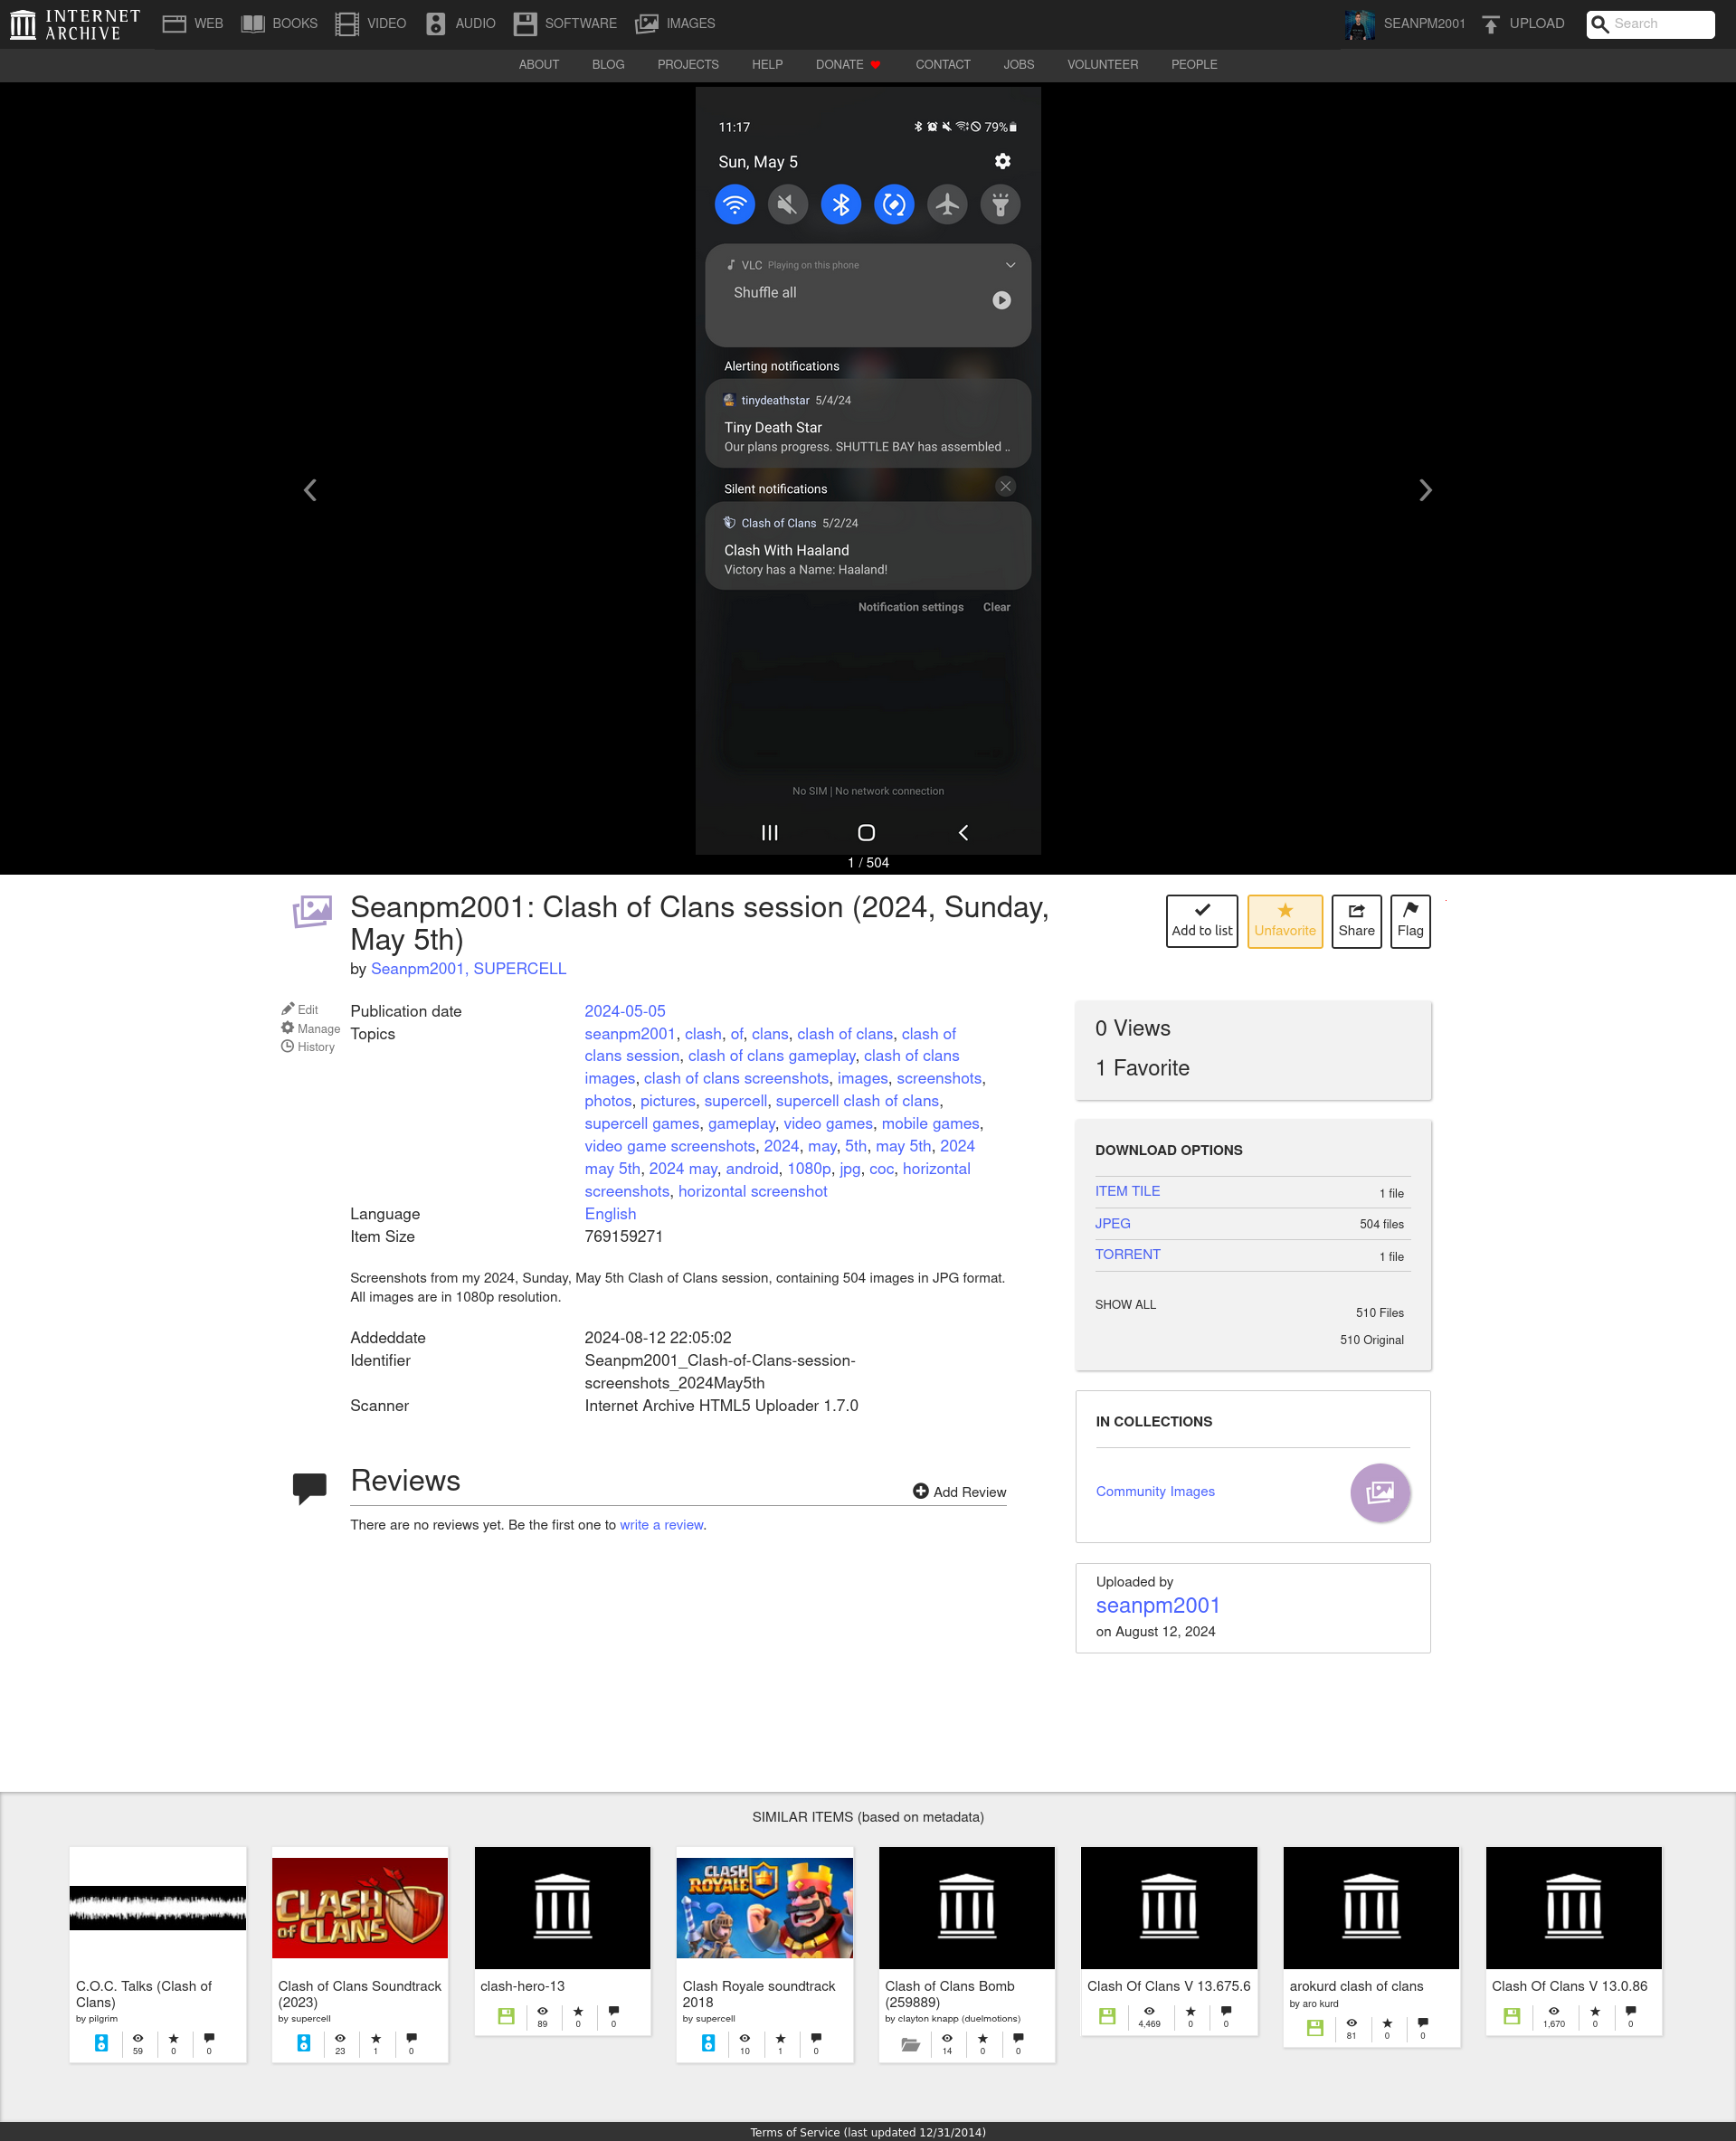 INTERNET ARCHIVE
WEB
BOOKS
VIDEO
AUDIO
SOFTWARE
IMAGES
SEANPM2001
UPLOAD
Search
ABOUT
BLOG
PROJECTS
HELP
DONATE
CONTACT
JOBS
VOLUNTEER
PEOPLE
11:17
79%
Sun, May 5
VLC Playing on this phone
Shuffle all
Alerting notifications
tinydeathstar 5/4/24
Tiny Death Star
Our plans progress. SHUTTLE BAY has assembled ..
Silent notifications
Clash of Clans 5/2/24
Clash With Haaland
Victory has a Name: Haaland!
Notification settings Clear
No SIM | No network connection
1 / 504
Seanpm2001: Clash of Clans session (2024, Sunday,
May 5th)
by Seanpm2001, SUPERCELL
Add to list
Unfavorite
Share
Flag
Edit
Manage
History
Publication date 2024-05-05
Topics seanpm2001, clash, of, clans, clash of clans, clash of
clans session, clash of clans gameplay, clash of clans
images, clash of clans screenshots, images, screenshots,
photos, pictures, supercell, supercell clash of clans,
supercell games, gameplay, video games, mobile games,
video game screenshots, 2024, may, 5th, may 5th, 2024
may 5th, 2024 may, android, 1080p, jpg, coc, horizontal
screenshots, horizontal screenshot
Language English
Item Size 769159271
Screenshots from my 2024, Sunday, May 5th Clash of Clans session, containing 504 images in JPG format.
All images are in 1080p resolution.
Addeddate 2024-08-12 22:05:02
Identifier Seanpm2001_Clash-of-Clans-session-
screenshots_2024May5th
Scanner Internet Archive HTML5 Uploader 1.7.0
Reviews
Add Review
There are no reviews yet. Be the first one to write a review.
0 Views
1 Favorite
DOWNLOAD OPTIONS
ITEM TILE 1 file
JPEG 504 files
TORRENT 1 file
SHOW ALL
510 Files
510 Original
IN COLLECTIONS
Community Images
Uploaded by
seanpm2001
on August 12, 2024
SIMILAR ITEMS (based on metadata)
C.O.C. Talks (Clash of
Clans)
by pilgrim
59 0 0
CLASH
OF CLANS
Clash of Clans Soundtrack
(2023)
by supercell
23 1 0
clash-hero-13
89 0 0
CLASH
ROYALE
Clash Royale soundtrack
2018
by supercell
10 1 0
Clash of Clans Bomb
(259889)
by clayton knapp (duelmotions)
14 0 0
Clash Of Clans V 13.675.6
4,469 0 0
arokurd clash of clans
by aro kurd
81 0 0
Clash Of Clans V 13.0.86
1,670 0 0
Terms of Service (last updated 12/31/2014)